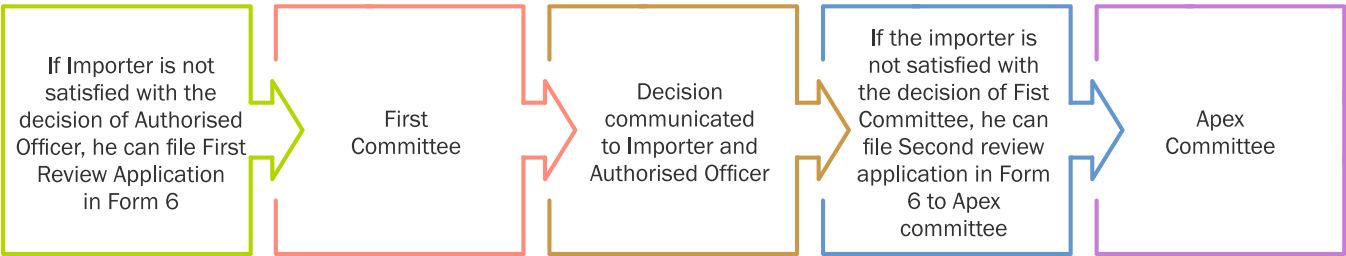 If Importer is not
satisfied with the
decision of Authorised
Officer, he can file First
Review Application
in Form 6
First
Committee
Decision
communicated
to Importer and
Authorised Officer
If the importer is
not satisfied with
the decision of Fist
Committee, he can
file Second review
application in Form
6 to Apex
committee
Apex
Committee